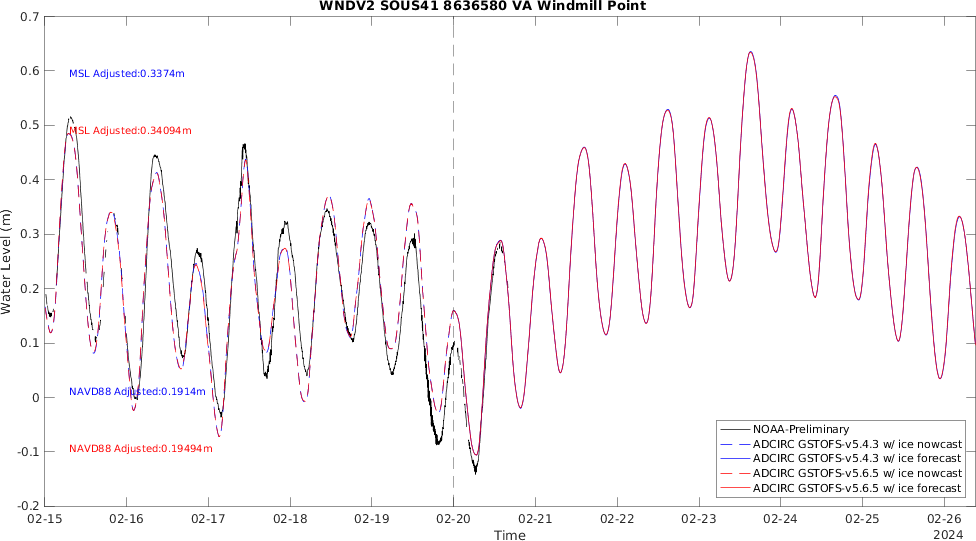 WNDV2 SOUS41 8636580 VA Windmill Point
0.7
0.6
0.5
0.4
0.3
0.2
0.1
0
-0.1
-0.2
Water Level (m)
MSL Adjusted:0.3374m
MSL Adjusted:0.34094m
NAVD88 Adjusted:0.1914m
NAVD88 Adjusted:0.19494m
NOAA-Preliminary
ADCIRC GSTOFS-v5.4.3 w/ ice nowcast
ADCIRC GSTOFS-v5.4.3 w/ ice forecast
ADCIRC GSTOFS-v5.6.5 w/ ice nowcast
ADCIRC GSTOFS-v5.6.5 w/ ice forecast
02-15 02-16 02-17 02-18 02-19 02-20 02-21 02-22 02-23 02-24 02-25 02-26
Time
2024